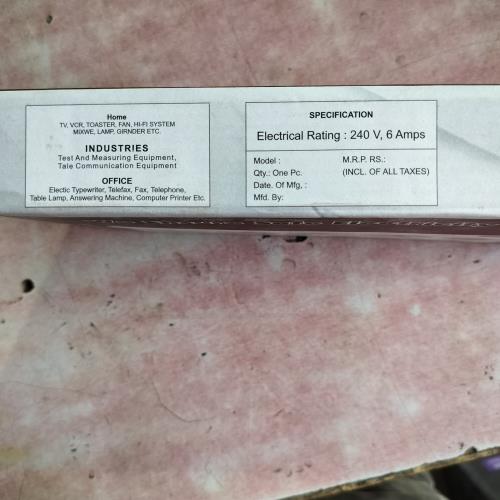 Home
TV, VCR, TOASTER, FAN, HI-FI SYSTEM
MIXWE, LAMP, GIRNDER ETC.
INDUSTRIES
Test And Measuring Equipment,
Tale Communication Equipment
OFFICE
Electic Typewriter, Telefax, Fax, Telephone,
Table Lamp, Answering Machine, Computer Printer Etc.
SPECIFICATION
Electrical Rating : 240 V, 6 Amps
Model :
Qty.: One Pc.
Date. Of Mfg, :
Mfd. By:
M.R.P. RS.:
(INCL. OF ALL TAXES)